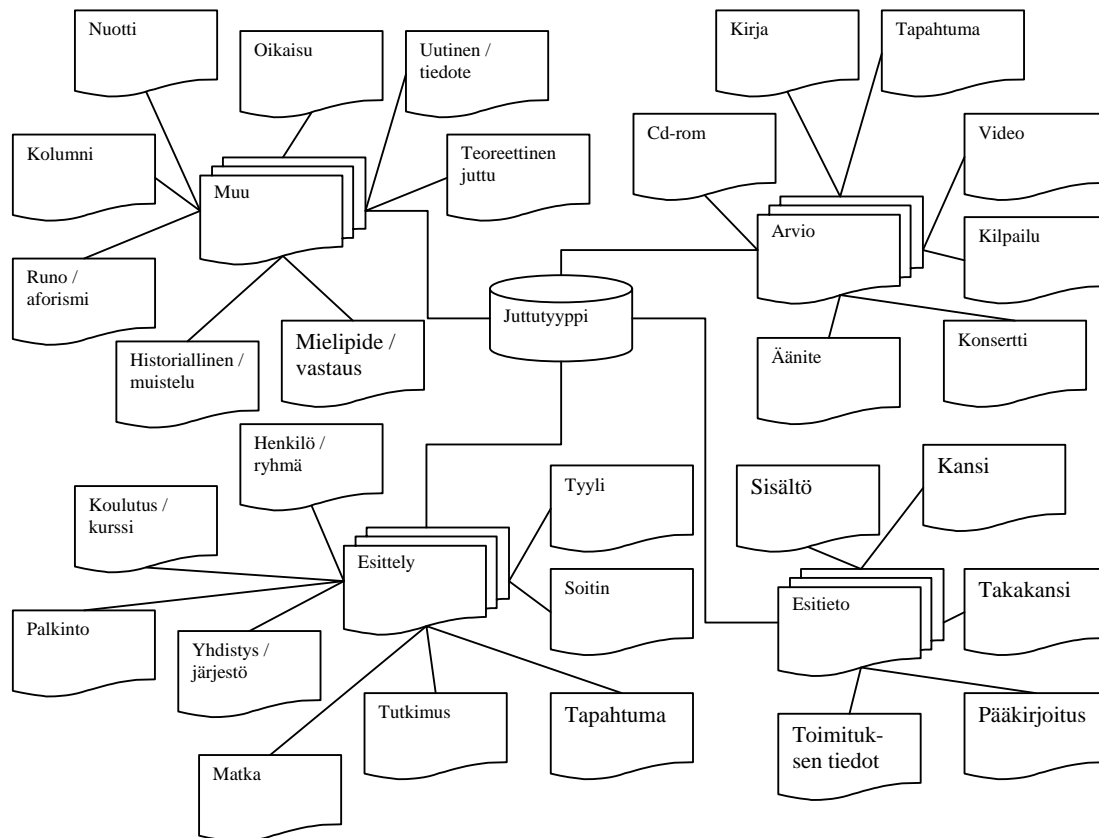 Nuotti
Oikaisu
Uutinen /
tiedote
Kolumni
Teoreettinen
juttu
Muu
Runo /
aforismi
Historiallinen /
muistelu
Mielipide /
vastaus
Kirja
Tapahtuma
Cd-rom
Video
Arvio
Kilpailu
Äänite
Konsertti
Juttutyyppi
Henkilö /
ryhmä
Tyyli
Koulutus /
kurssi
Esittely
Soitin
Palkinto
Yhdistys /
järjestö
Tutkimus
Tapahtuma
Matka
Sisältö
Kansi
Esitieto
Takakansi
Toimituk-
sen tiedot
Pääkirjoitus